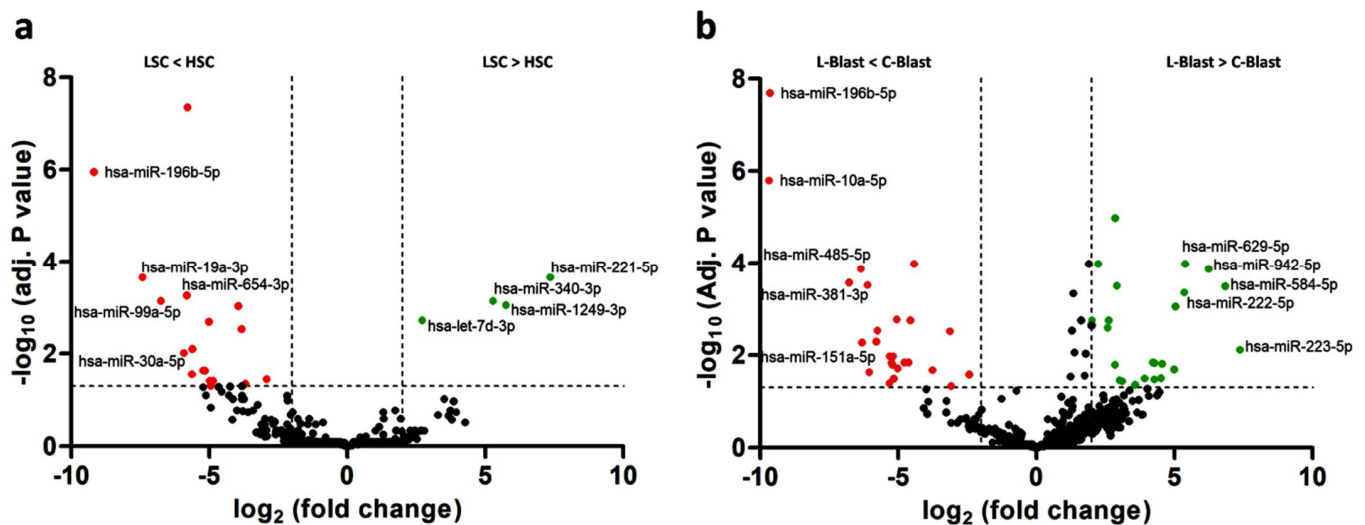 a
LSC < HSC
LSC > HSC
-log10 (adj. P value)
8
6
4
2
0
hsa-miR-196b-5p
hsa-miR-19a-3p
hsa-miR-654-3p
hsa-miR-99a-5p
hsa-miR-30a-5p
hsa-miR-221-5p
hsa-miR-340-3p
hsa-miR-1249-3p
hsa-let-7d-3p
-10
-5
0
5
10
log2 (fold change)
b
L-Blast < C-Blast
L-Blast > C-Blast
-log10 (Adj. P value)
8
6
4
2
0
hsa-miR-196b-5p
hsa-miR-10a-5p
hsa-miR-485-5p
hsa-miR-381-3p
hsa-miR-151a-5p
hsa-miR-629-5p
hsa-miR-942-5p
hsa-miR-584-5p
hsa-miR-222-5p
hsa-miR-223-5p
-10
-5
0
5
10
log2 (fold change)